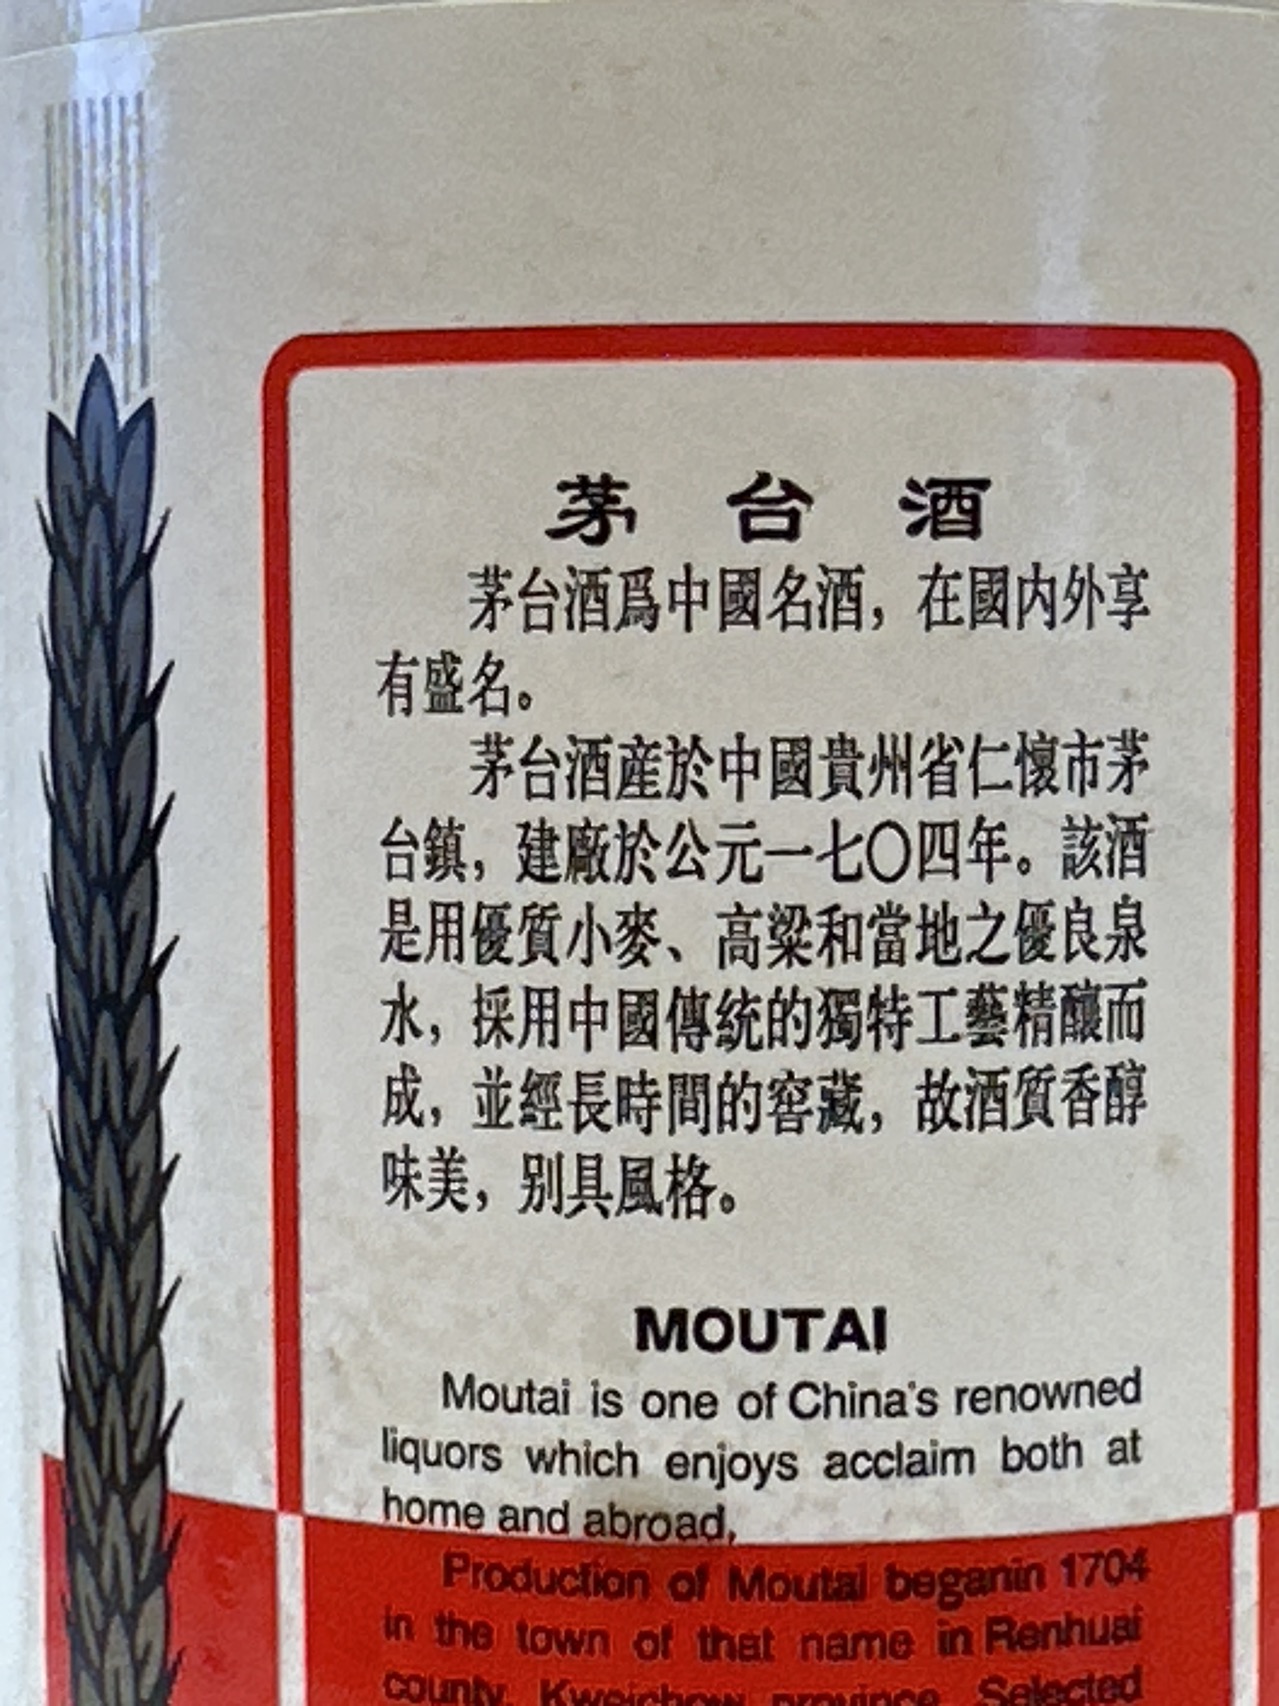 茅台酒
茅台酒爲中國名酒，在國内外享
有盛名。
茅台酒産於中國貴州省仁懷市茅
台鎮，建廠於公元一七〇四年。該酒
是用優質小麥、高粱和當地之優良泉
水，採用中國傳統的獨特工藝精釀而
成，並經長時間的窖藏，故酒質香醇
味美，别具風格。
MOUTAI
Moutai is one of China's renowned
liquors which enjoys acclaim both at
home and abroad,
Production of Moutai beganin 1704
in the town of that name in Renhuai
county, Kweichow province. Selected